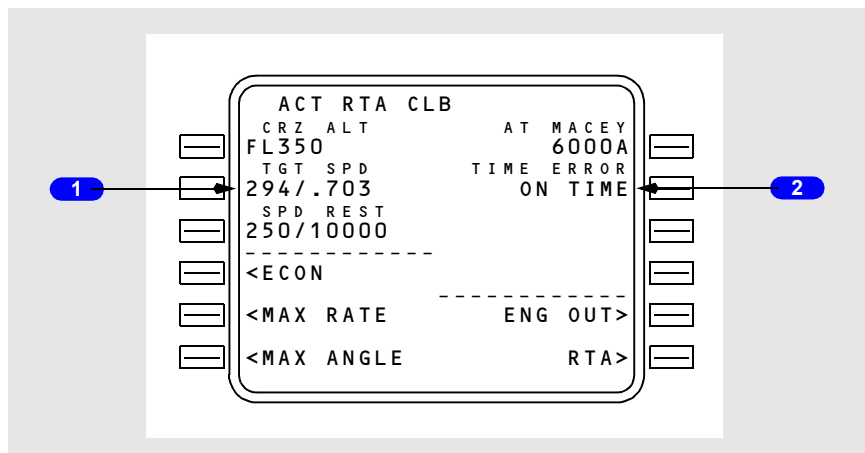 ACT RTA CLB
CRZ ALT AT MACEY
FL350 6000A
TGT SPD TIME ERROR
1 294/.703 ON TIME 2
SPD REST
250/10000
------------
<ECON
------------
<MAX RATE ENG OUT>
<MAX ANGLE RTA>